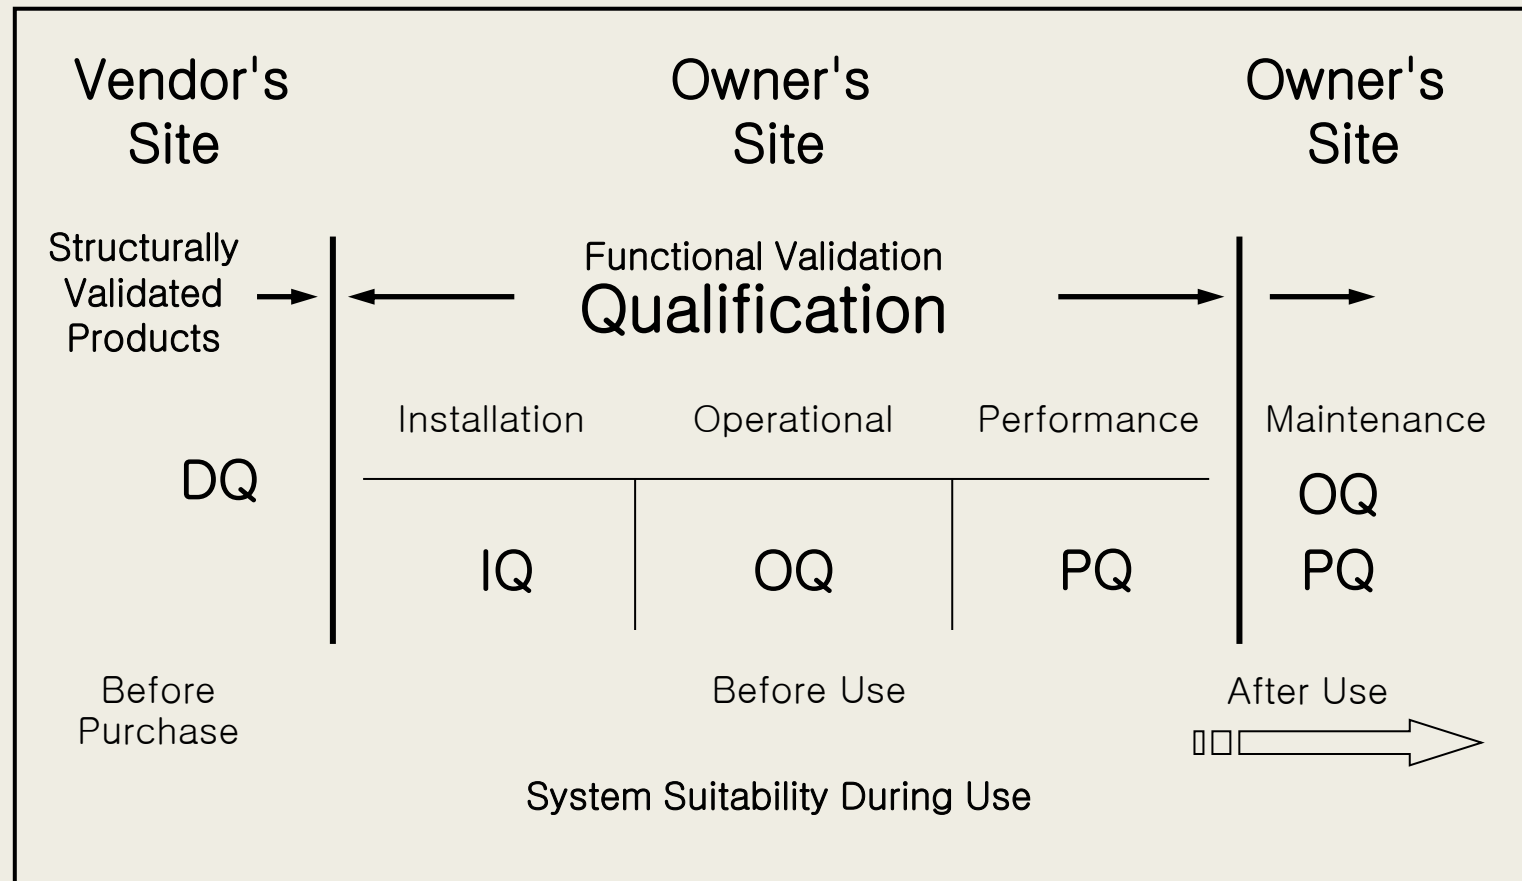 Vendor's
Site
Owner's
Site
Owner's
Site
Structurally
Validated
Products
Functional Validation
Qualification
Installation
Operational
Performance
Maintenance
DQ
IQ
OQ
PQ
OQ
PQ
Before
Purchase
Before Use
After Use
System Suitability During Use